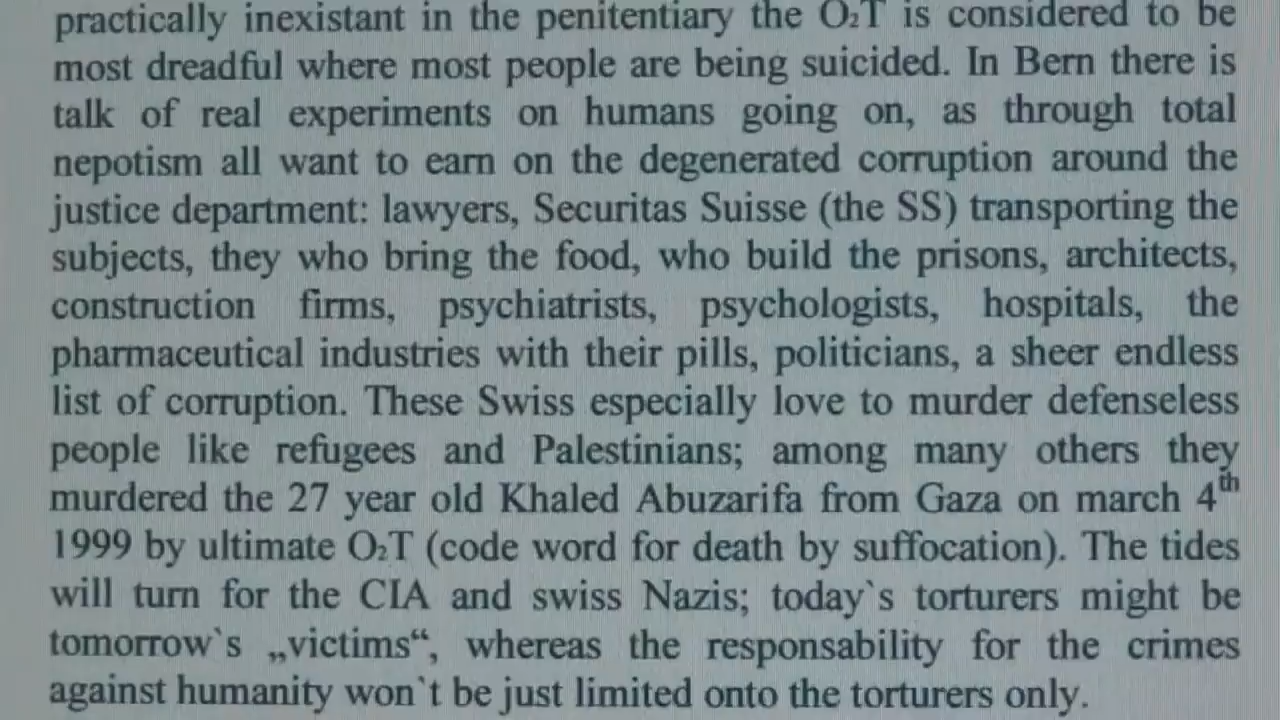 practically inexistant in the penitentiary the O₂T is considered to be
most dreadful where most people are being suicided. In Bern there is
talk of real experiments on humans going on, as through total
nepotism all want to earn on the degenerated corruption around the
justice department: lawyers, Securitas Suisse (the SS) transporting the
subjects, they who bring the food, who build the prisons, architects,
construction firms, psychiatrists, psychologists, hospitals, the
pharmaceutical industries with their pills, politicians, a sheer endless
list of corruption. These Swiss especially love to murder defenseless
people like refugees and Palestinians; among many others they
murdered the 27 year old Khaled Abuzarifa from Gaza on march 4th
1999 by ultimate O₂T (code word for death by suffocation). The tides
will turn for the CIA and swiss Nazis; today`s torturers might be
tomorrow`s „victims“, whereas the responsability for the crimes
against humanity won`t be just limited onto the torturers only.